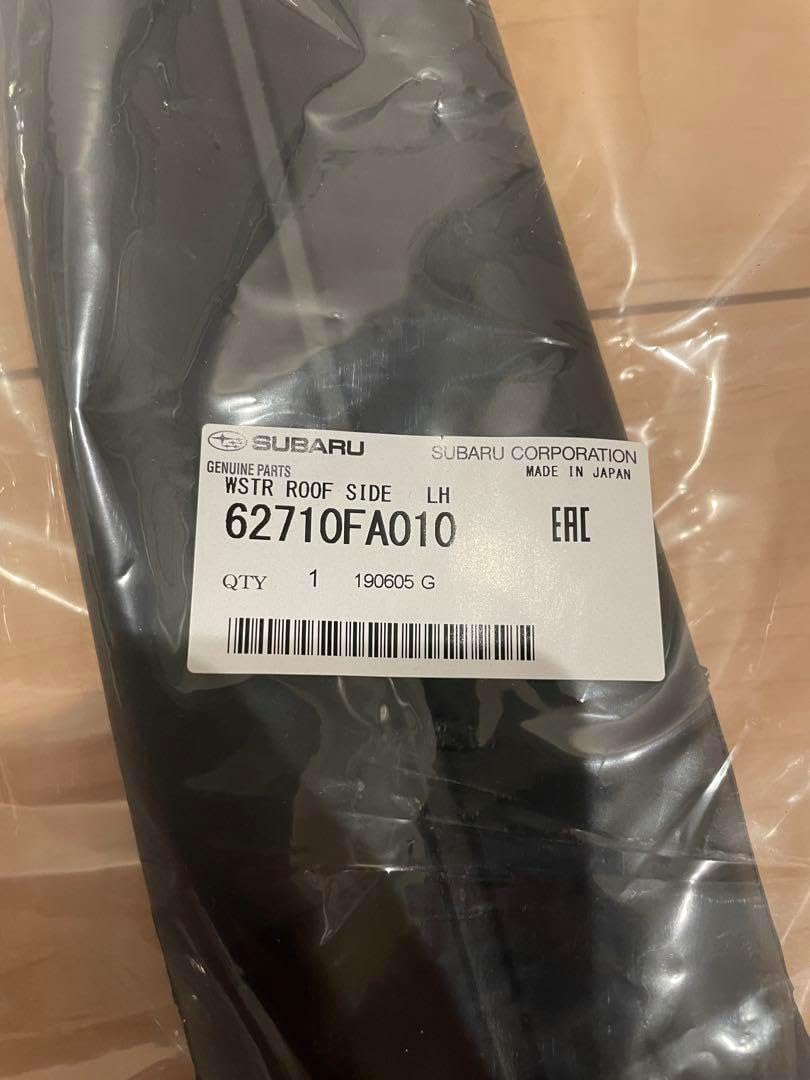 SUBARU SUBARU CORPORATION
GENUINE PARTS MADE IN JAPAN
WSTR ROOF SIDE LH
62710FA010 EAC
QTY 1 190605 G